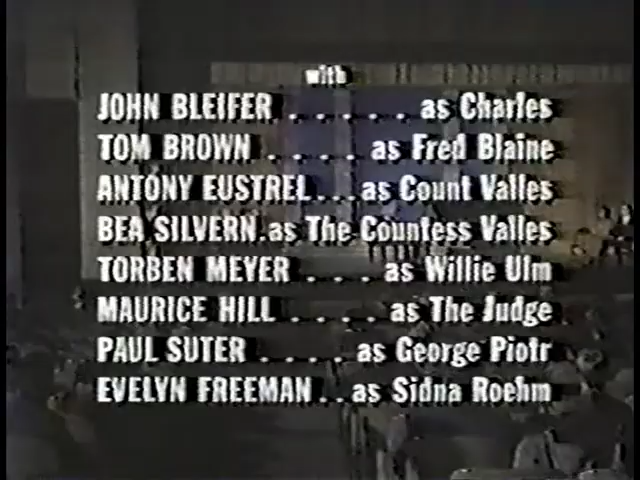 with
JOHN BLEIFER . . . . . as Charles
TOM BROWN . . . . as Fred Blaine
ANTONY EUSTREL . . . as Count Valles
BEA SILVERN . as The Countess Valles
TORBEN MEYER . . . . as Willie Ulm
MAURICE HILL . . . . as The Judge
PAUL SUTER . . . . as George Piotr
EVELYN FREEMAN . . as Sidna Roehm